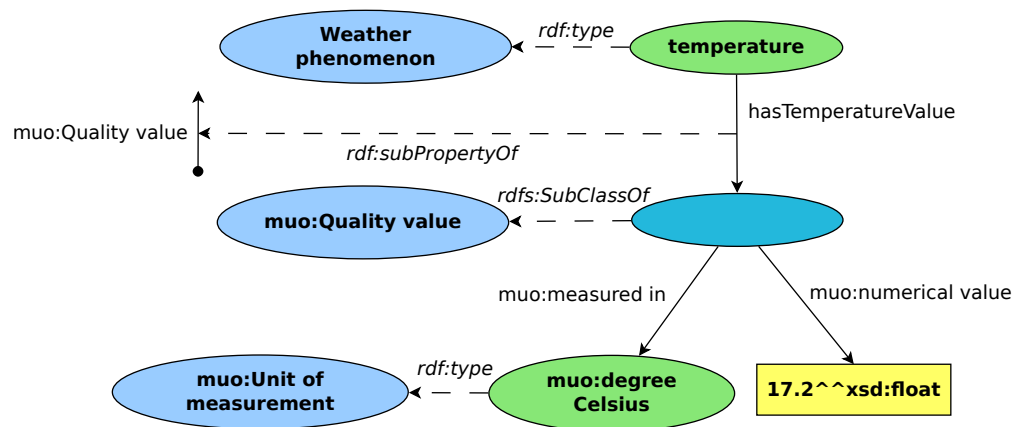 Weather
phenomenon
rdf:type
temperature
hasTemperatureValue
muo:Quality value
rdf:subPropertyOf
muo:Quality value
rdfs:SubClassOf
muo:measured in
muo:numerical value
muo:Unit of
measurement
rdf:type
muo:degree
Celsius
17.2^^xsd:float